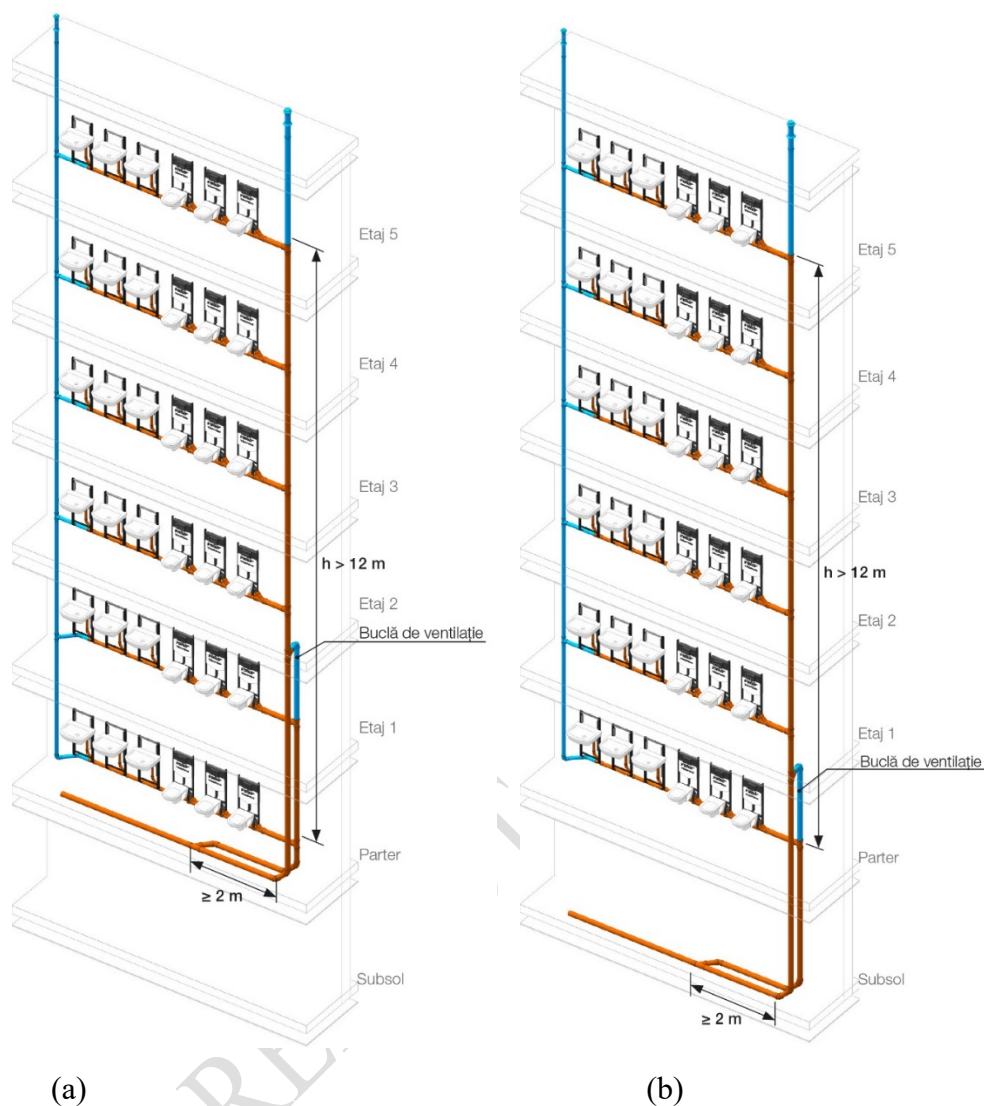 Etaj 5
Etaj 4
Etaj 3
h > 12 m
Etaj 2
Buclă de ventilație
Etaj 1
Parter
≥ 2 m
Subsol
(a)
Etaj 5
Etaj 4
Etaj 3
h > 12 m
Etaj 2
Etaj 1
Buclă de ventilație
Parter
Subsol
≥ 2 m
(b)